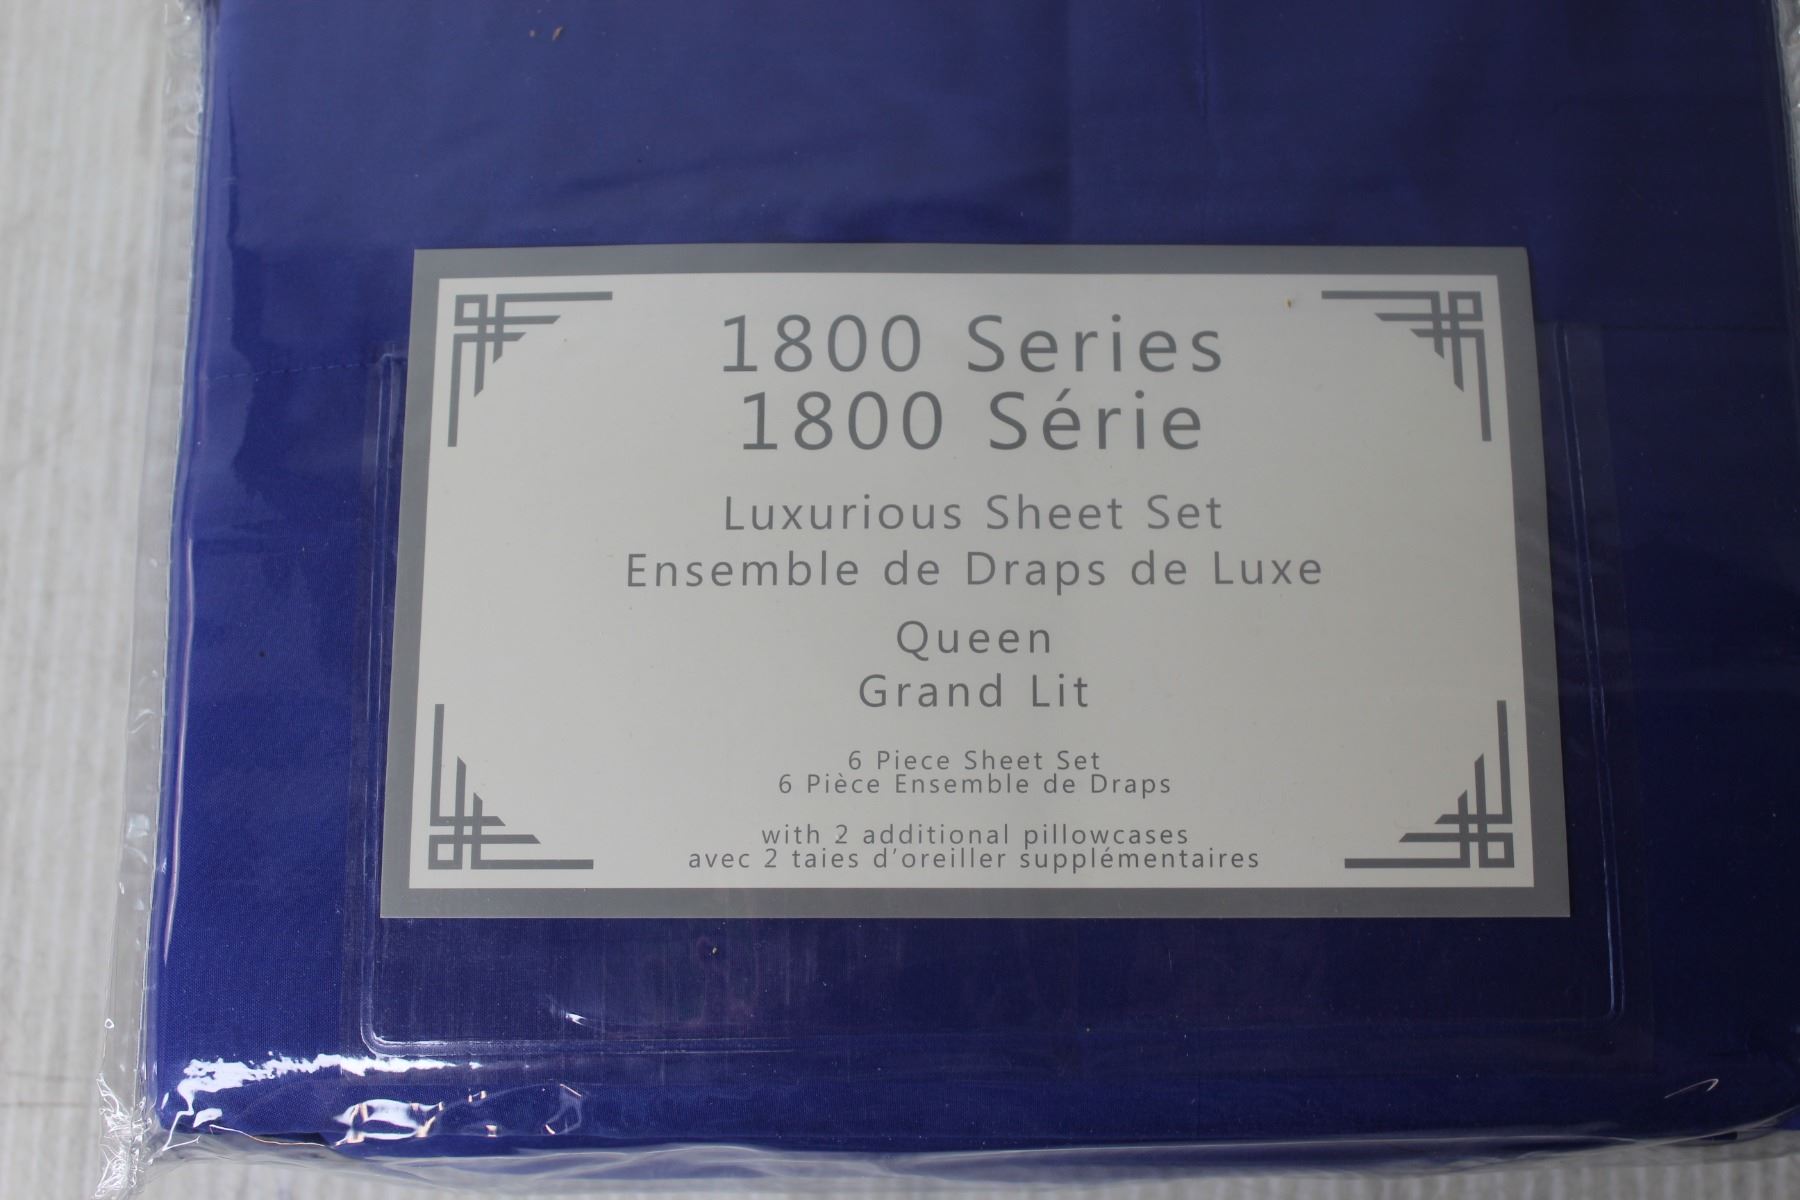 1800 Series
1800 Série
Luxurious Sheet Set
Ensemble de Draps de Luxe
Queen
Grand Lit
6 Piece Sheet Set
6 Pièce Ensemble de Draps
with 2 additional pillowcases
avec 2 taies d'oreiller supplémentaires